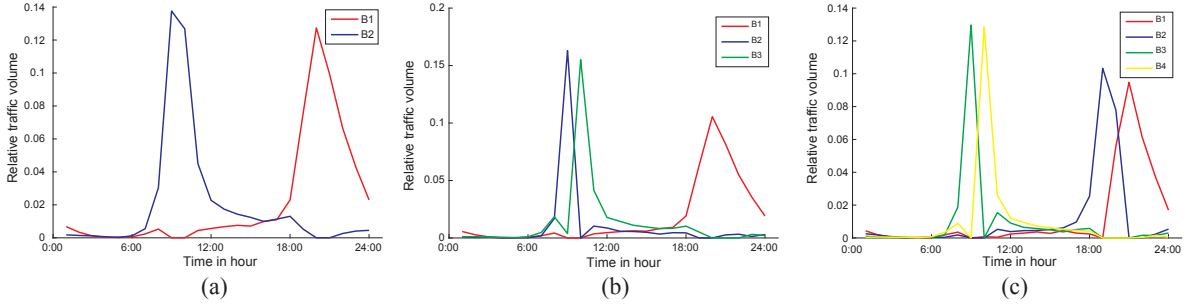 0.14
0.12
0.1
0.08
0.06
0.04
0.02
0
Relative traffic volume
B1
B2
0:00
6:00
12:00
18:00
24:00
Time in hour
(a)
0.2
0.15
0.1
0.05
0
Relative traffic volume
B1
B2
B3
0:00
6:00
12:00
18:00
24:00
Time in hour
(b)
0.14
0.12
0.1
0.08
0.06
0.04
0.02
0
Relative traffic volume
B1
B2
B3
B4
0:00
6:00
12:00
18:00
24:00
Time in hour
(c)